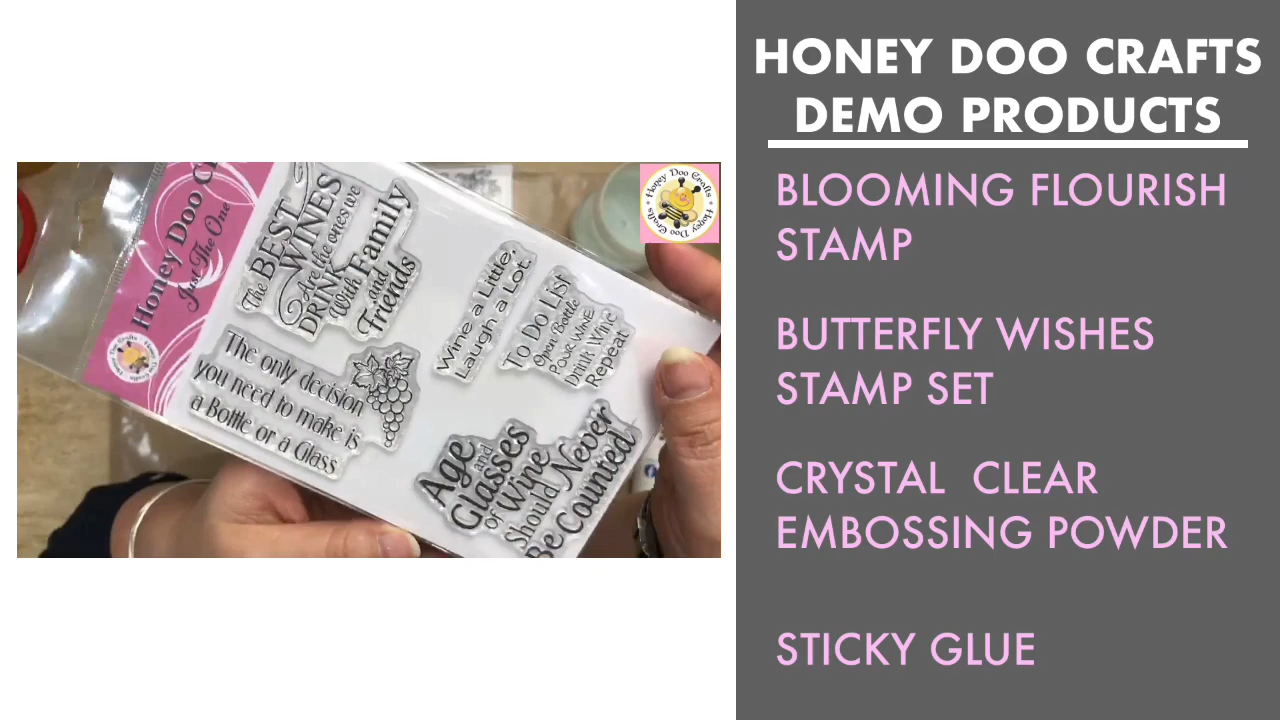 HONEY DOO CRAFTS
DEMO PRODUCTS
BLOOMING FLOURISH
STAMP
BUTTERFLY WISHES
STAMP SET
CRYSTAL CLEAR
EMBOSSING POWDER
STICKY GLUE
Honey Doo Crafts
Honey Doo Crafts
Honey Doo C
Just The One
The BEST
WINES
Are the ones we
DRINK
With Family
and
Friends
Wine a Little,
Laugh a Lot.
To Do List
Open Bottle
Pour Wine
Drink Wine
Repeat
The only decision
you need to make is
a Bottle or a Glass
Age
and
Glasses
of Wine
Should Never
Be Counted